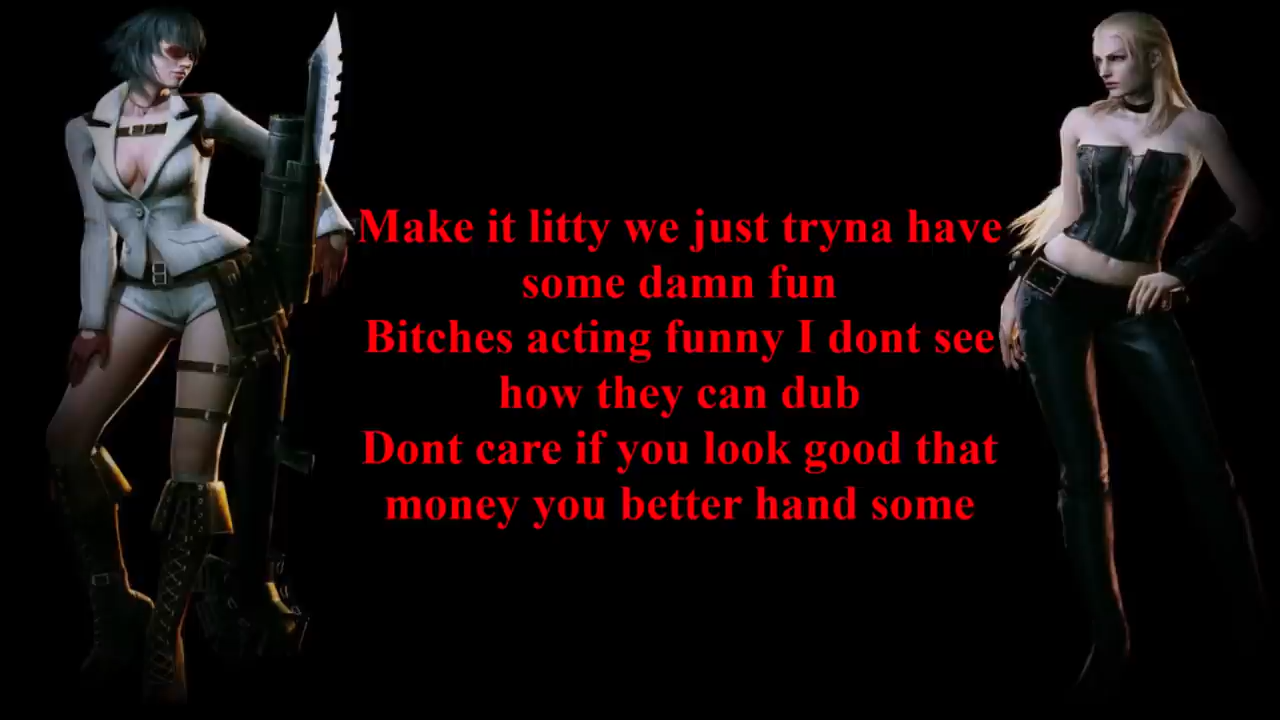 Make it litty we just tryna have
some damn fun
Bitches acting funny I dont see
how they can dub
Dont care if you look good that
money you better hand some